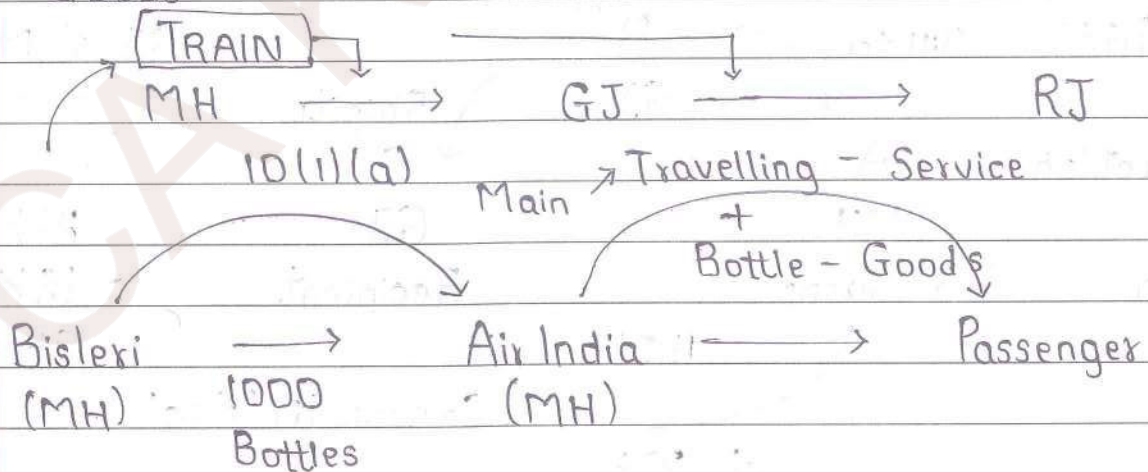 TRAIN
MH → GJ. → RJ
10(1)(a)
Main → Travelling - Service
+
Bottle - Goods
Bisleri → Air India → Passenger
(MH) 1000 (MH)
Bottles